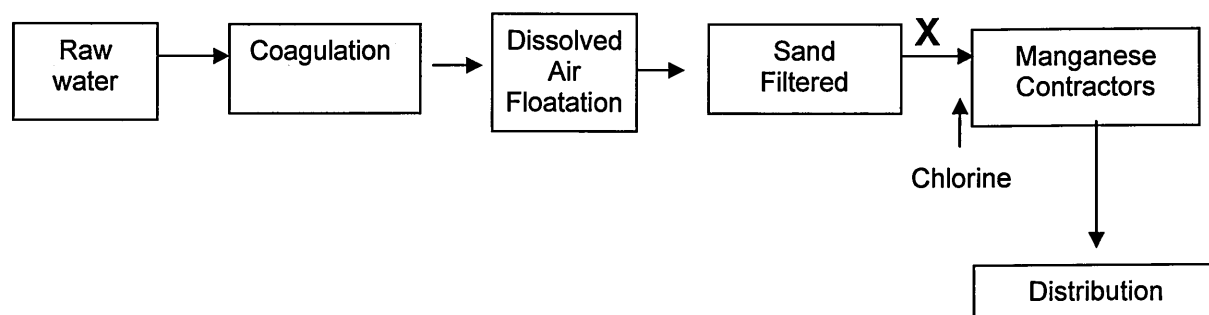 Raw
water
Coagulation
Dissolved
Air
Floatation
Sand
Filtered
X
Manganese
Contractors
Chlorine
Distribution